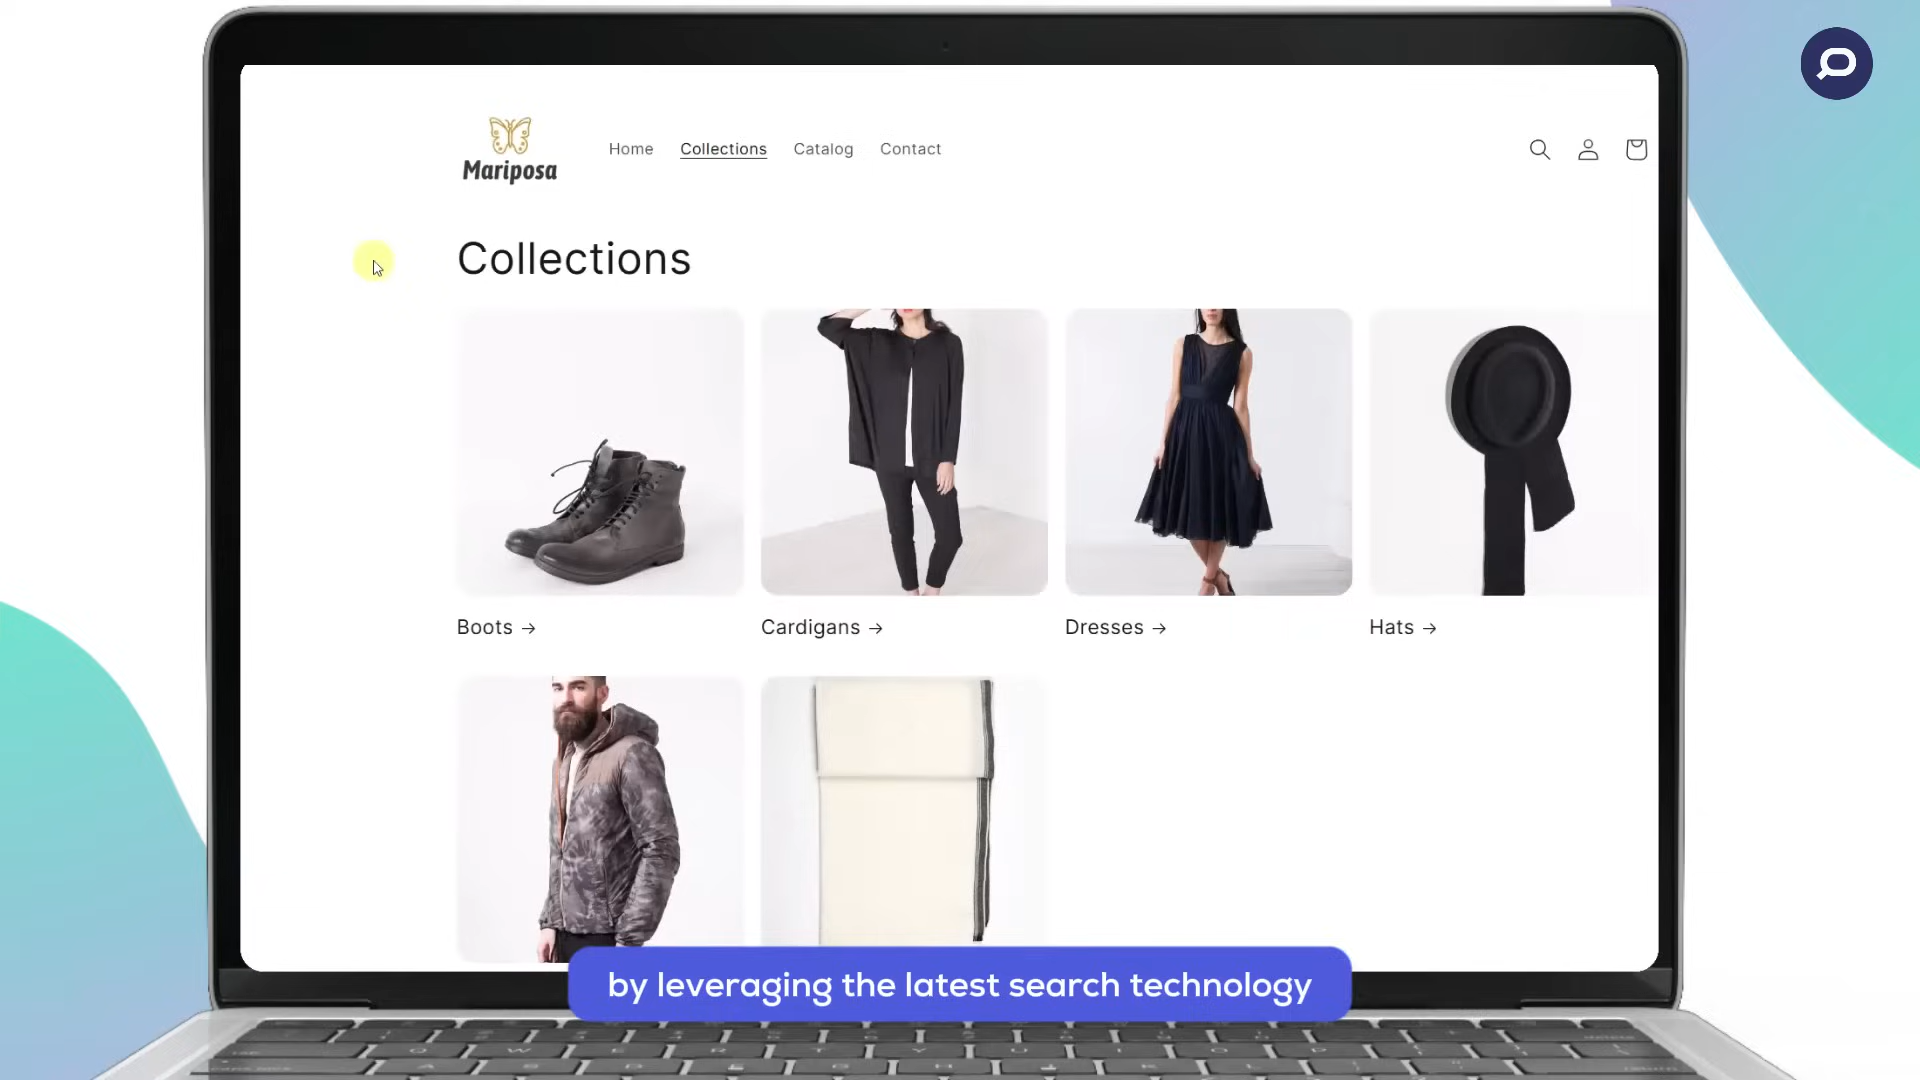 Mariposa
Home Collections Catalog Contact
Collections
Boots →
Cardigans →
Dresses →
Hats →
by leveraging the latest search technology